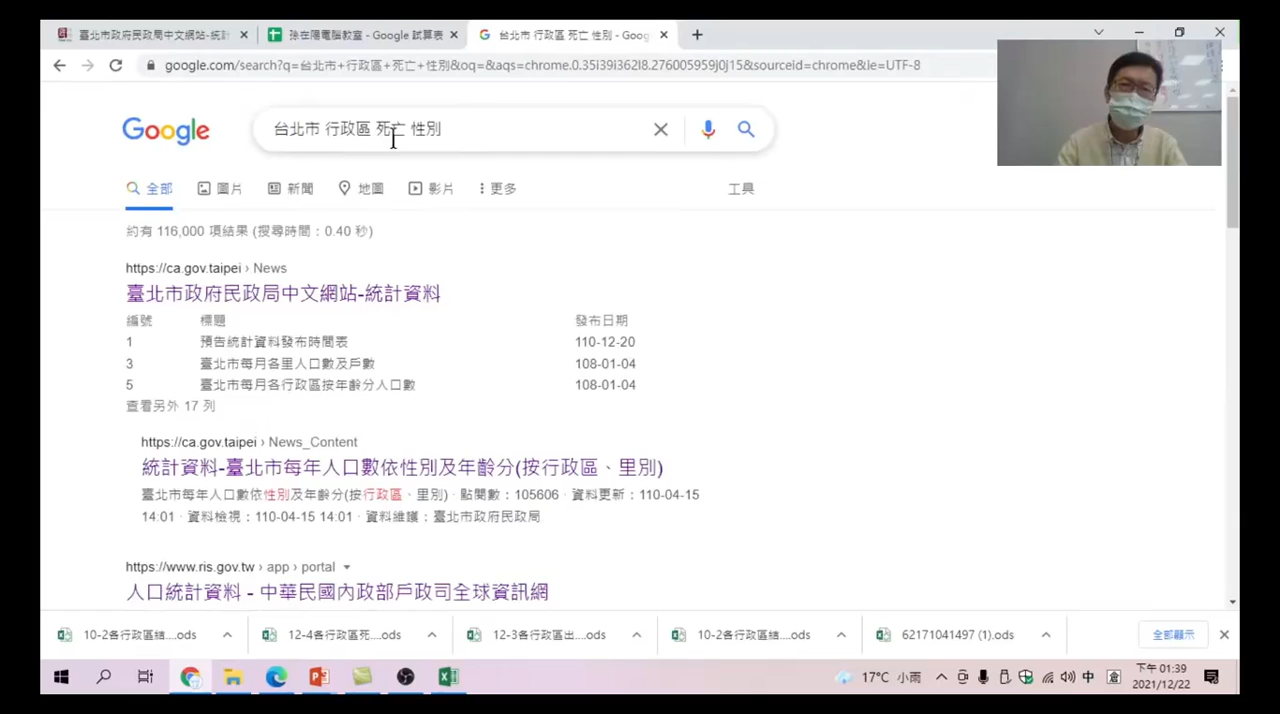 臺北市政府民政局中文網站-統計
孫在陽電腦教室 - Google 試算表
台北市 行政區 死亡 性別 - Goog
google.com/search?q=台北市+行政區+死亡+性別&oq=&aqs=chrome.0.35i39i362l8.276005959j0j15&sourceid=chrome&ie=UTF-8
Google
台北市 行政區 死亡 性別
全部 圖片 新聞 地圖 影片 更多 工具
約有 116,000 項結果 (搜尋時間：0.40 秒)
https://ca.gov.taipei › News
臺北市政府民政局中文網站-統計資料
編號 標題 發布日期
1 預告統計資料發布時間表 110-12-20
3 臺北市每月各里人口數及戶數 108-01-04
5 臺北市每月各行政區按年齡分人口數 108-01-04
查看另外 17 列
https://ca.gov.taipei › News_Content
統計資料-臺北市每年人口數依性別及年齡分(按行政區、里別)
臺北市每年人口數依性別及年齡分(按行政區、里別) · 點閱數：105606 · 資料更新：110-04-15
14:01 · 資料檢視：110-04-15 14:01 · 資料維護：臺北市政府民政局
https://www.ris.gov.tw › app › portal
人口統計資料 - 中華民國內政部戶政司全球資訊網
10-2各行政區結....ods
12-4各行政區死....ods
12-3各行政區出....ods
10-2各行政區結....ods
62171041497 (1).ods
全部顯示
17°C 小雨
中
倉
下午 01:39
2021/12/22